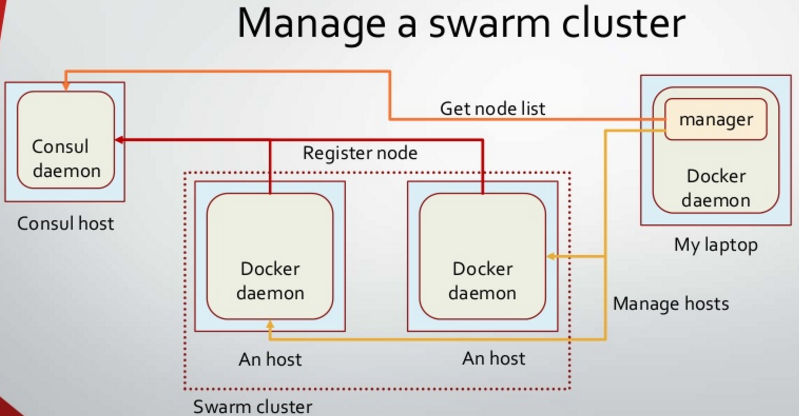 Manage a swarm cluster
Get node list
manager
Consul
daemon
Register node
Docker
daemon
My laptop
Consul host
Docker
daemon
Docker
daemon
Manage hosts
An host
An host
Swarm cluster